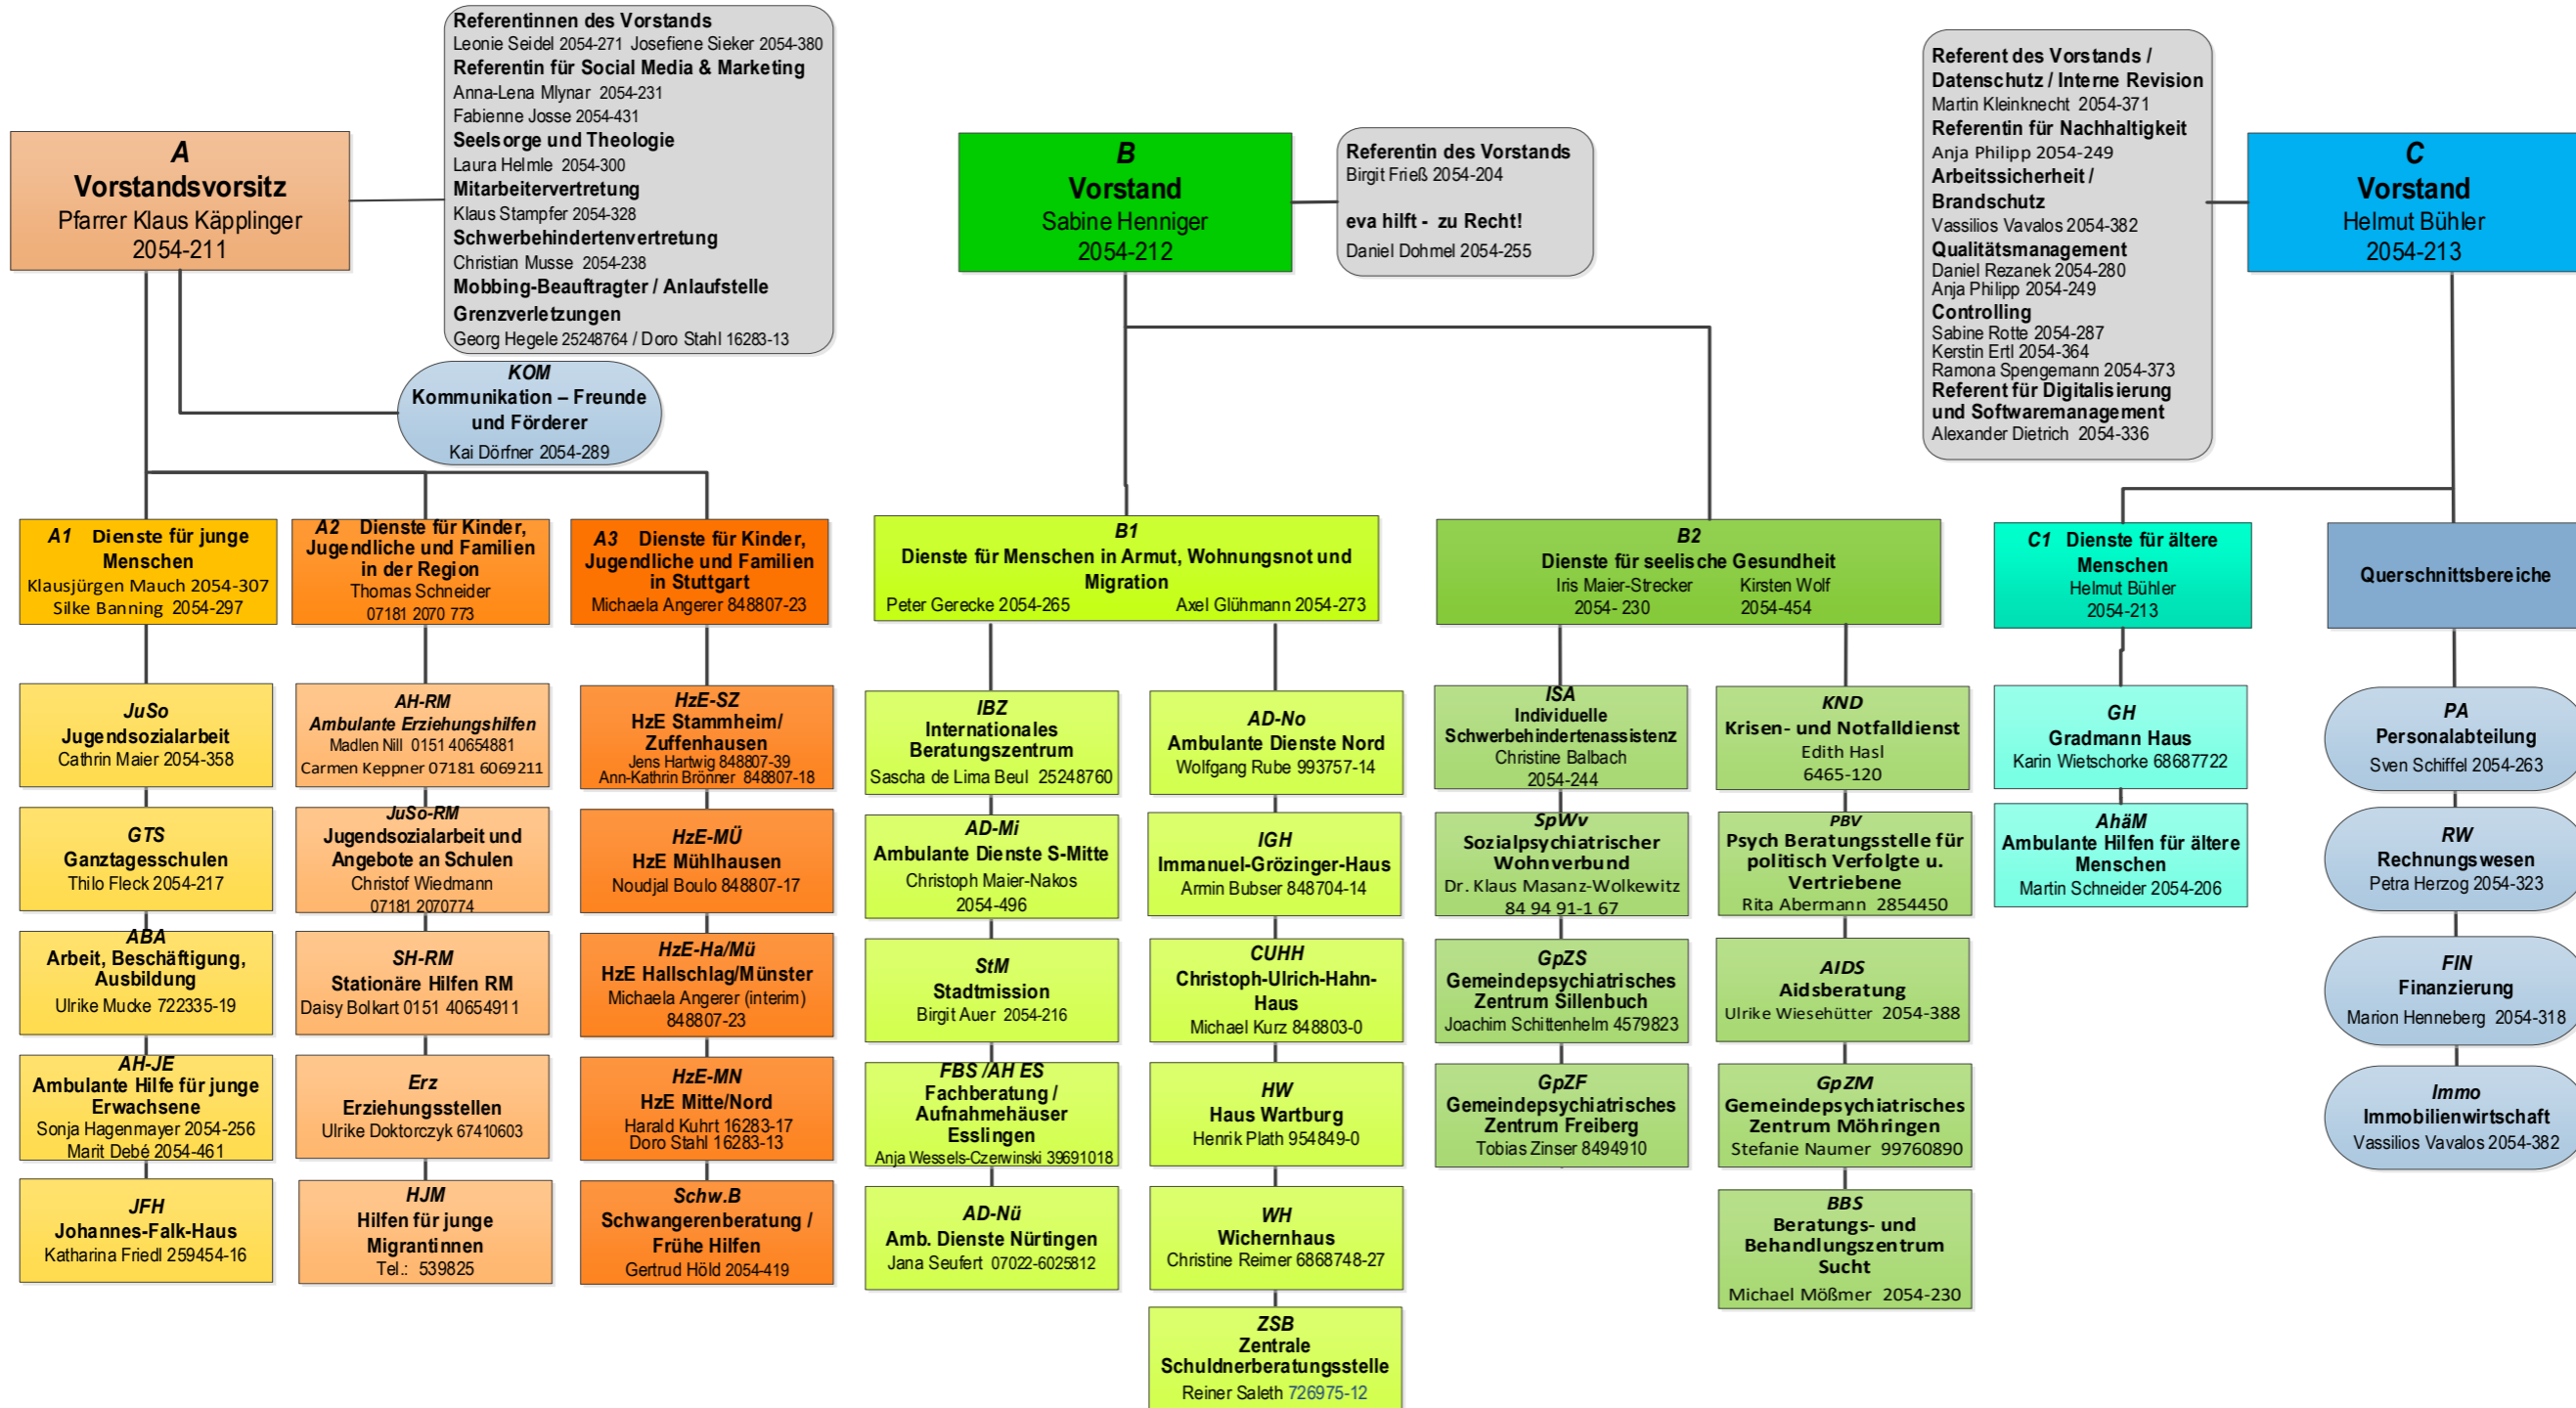 Referentinnen des Vorstands
Leonie Seidel 2054-271 Josefiene Sieker 2054-380
Referentin für Social Media & Marketing
Anna-Lena Mlynar 2054-231
Fabienne Josse 2054-431
Seelsorge und Theologie
Laura Helmle 2054-300
Mitarbeitervertretung
Klaus Stampfer 2054-328
Schwerbehindertenvertretung
Christian Musse 2054-238
Mobbing-Beauftragter / Anlaufstelle
Grenzverletzungen
Georg Hegele 25248764 / Doro Stahl 16283-13
A
Vorstandsvorsitz
Pfarrer Klaus Käpplinger
2054-211
KOM
Kommunikation – Freunde
und Förderer
Kai Dörfner 2054-289
B
Vorstand
Sabine Henniger
2054-212
Referentin des Vorstands
Birgit Frieß 2054-204
eva hilft - zu Recht!
Daniel Dohmel 2054-255
Referent des Vorstands /
Datenschutz / Interne Revision
Martin Kleinknecht 2054-371
Referentin für Nachhaltigkeit
Anja Philipp 2054-249
Arbeitssicherheit /
Brandschutz
Vassilios Vavalos 2054-382
Qualitätsmanagement
Daniel Rezanek 2054-280
Anja Philipp 2054-249
Controlling
Sabine Rotte 2054-287
Kerstin Ertl 2054-364
Ramona Spengemann 2054-373
Referent für Digitalisierung
und Softwaremanagement
Alexander Dietrich 2054-336
C
Vorstand
Helmut Bühler
2054-213
A1 Dienste für junge
Menschen
Klausjürgen Mauch 2054-307
Silke Banning 2054-297
A2 Dienste für Kinder,
Jugendliche und Familien
in der Region
Thomas Schneider
07181 2070 773
A3 Dienste für Kinder,
Jugendliche und Familien
in Stuttgart
Michaela Angerer 848807-23
B1
Dienste für Menschen in Armut, Wohnungsnot und
Migration
Peter Gerecke 2054-265 Axel Glühmann 2054-273
B2
Dienste für seelische Gesundheit
Iris Maier-Strecker Kirsten Wolf
2054- 230 2054-454
C1 Dienste für ältere
Menschen
Helmut Bühler
2054-213
Querschnittsbereiche
JuSo
Jugendsozialarbeit
Cathrin Maier 2054-358
GTS
Ganztagesschulen
Thilo Fleck 2054-217
ABA
Arbeit, Beschäftigung,
Ausbildung
Ulrike Mucke 722335-19
AH-JE
Ambulante Hilfe für junge
Erwachsene
Sonja Hagenmayer 2054-256
Marit Debé 2054-461
JFH
Johannes-Falk-Haus
Katharina Friedl 259454-16
AH-RM
Ambulante Erziehungshilfen
Madlen Nill 0151 40654881
Carmen Keppner 07181 6069211
JuSo-RM
Jugendsozialarbeit und
Angebote an Schulen
Christof Wiedmann
07181 2070774
SH-RM
Stationäre Hilfen RM
Daisy Bolkart 0151 40654911
Erz
Erziehungsstellen
Ulrike Doktorczyk 67410603
HJM
Hilfen für junge
Migrantinnen
Tel.: 539825
HzE-SZ
HzE Stammheim/
Zuffenhausen
Jens Hartwig 848807-39
Ann-Kathrin Brönner 848807-18
HzE-MÜ
HzE Mühlhausen
Noudjal Boulo 848807-17
HzE-Ha/Mü
HzE Hallschlag/Münster
Michaela Angerer (interim)
848807-23
HzE-MN
HzE Mitte/Nord
Harald Kuhrt 16283-17
Doro Stahl 16283-13
Schw.B
Schwangerenberatung /
Frühe Hilfen
Gertrud Höld 2054-419
IBZ
Internationales
Beratungszentrum
Sascha de Lima Beul 25248760
AD-Mi
Ambulante Dienste S-Mitte
Christoph Maier-Nakos
2054-496
StM
Stadtmission
Birgit Auer 2054-216
FBS /AH ES
Fachberatung /
Aufnahmehäuser
Esslingen
Anja Wessels-Czerwinski 39691018
AD-Nü
Amb. Dienste Nürtingen
Jana Seufert 07022-6025812
AD-No
Ambulante Dienste Nord
Wolfgang Rube 993757-14
IGH
Immanuel-Grözinger-Haus
Armin Bubser 848704-14
CUHH
Christoph-Ulrich-Hahn-
Haus
Michael Kurz 848803-0
HW
Haus Wartburg
Henrik Plath 954849-0
WH
Wichernhaus
Christine Reimer 6868748-27
ZSB
Zentrale
Schuldnerberatungsstelle
Reiner Saleth 726975-12
ISA
Individuelle
Schwerbehindertenassistenz
Christine Balbach
2054-244
SpWv
Sozialpsychiatrischer
Wohnverbund
Dr. Klaus Masanz-Wolkewitz
84 94 91-1 67
GpZS
Gemeindepsychiatrisches
Zentrum Sillenbuch
Joachim Schittenhelm 4579823
GpZF
Gemeindepsychiatrisches
Zentrum Freiberg
Tobias Zinser 8494910
KND
Krisen- und Notfalldienst
Edith Hasl
6465-120
PBV
Psych Beratungsstelle für
politisch Verfolgte u.
Vertriebene
Rita Abermann 2854450
AIDS
Aidsberatung
Ulrike Wiesehütter 2054-388
GpZM
Gemeindepsychiatrisches
Zentrum Möhringen
Stefanie Naumer 99760890
BBS
Beratungs- und
Behandlungszentrum
Sucht
Michael Mößmer 2054-230
GH
Gradmann Haus
Karin Wietschorke 68687722
AhäM
Ambulante Hilfen für ältere
Menschen
Martin Schneider 2054-206
PA
Personalabteilung
Sven Schiffel 2054-263
RW
Rechnungswesen
Petra Herzog 2054-323
FIN
Finanzierung
Marion Henneberg 2054-318
Immo
Immobilienwirtschaft
Vassilios Vavalos 2054-382